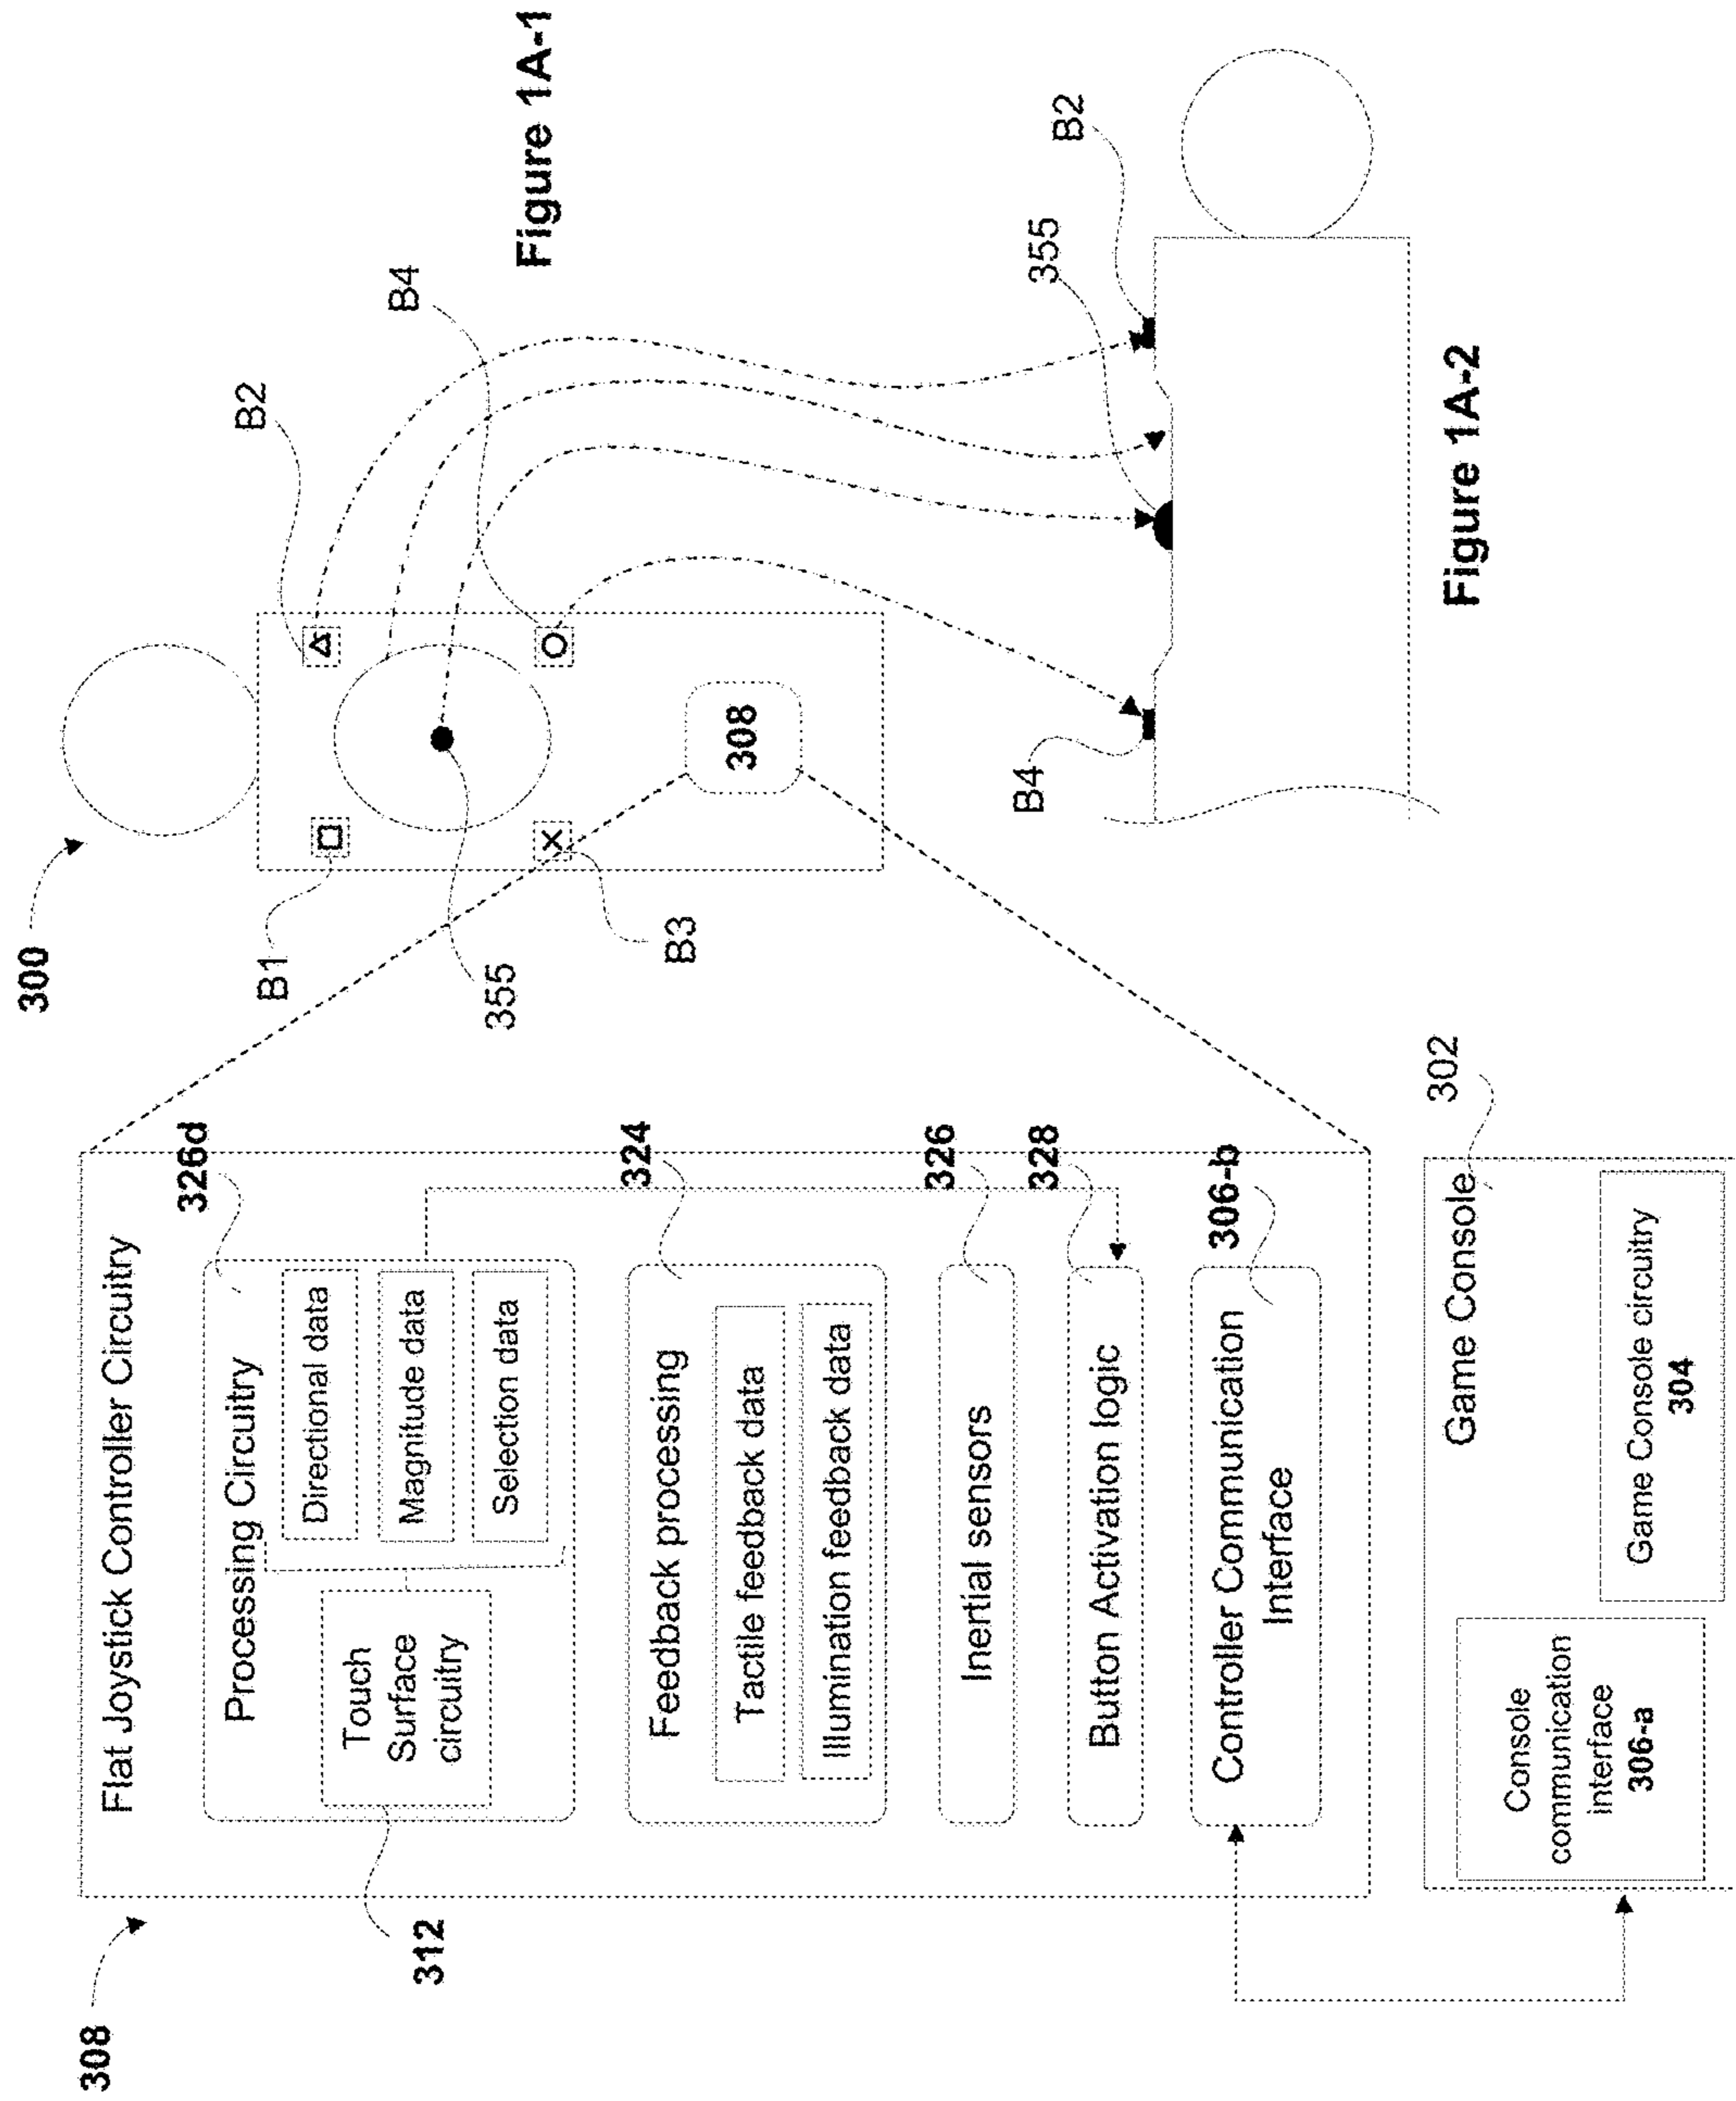 308
Flat Joystick Controller Circuitry
Processing Circuitry
326d
Touch
Surface
circuitry
312
Directional data
Magnitude data
Selection data
Feedback processing
324
Tactile feedback data
Illumination feedback data
Inertial sensors
326
Button Activation logic
328
Controller Communication
Interface
306-b
Game Console
302
Console
communication
interface
306-a
Game Console circuitry
304
300
B1
B2
355
B3
B4
308
Figure 1A-1
B4
355
B2
Figure 1A-2